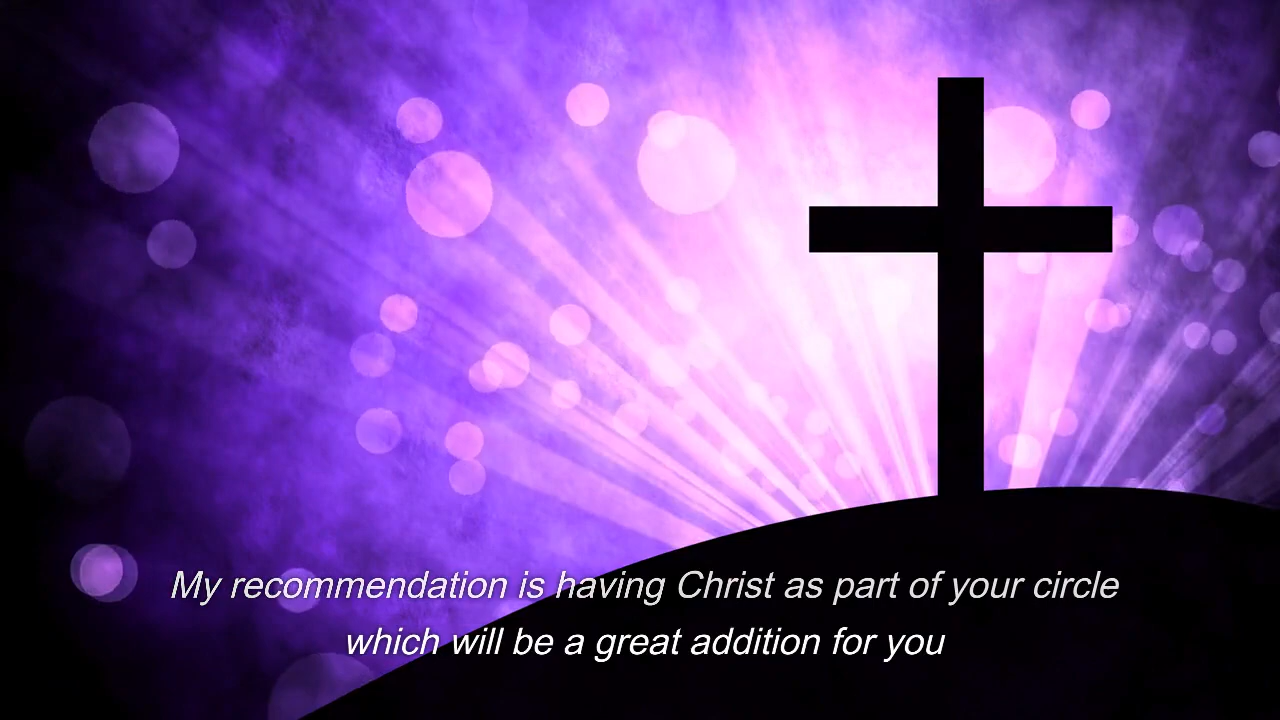 My recommendation is having Christ as part of your circle
which will be a great addition for you